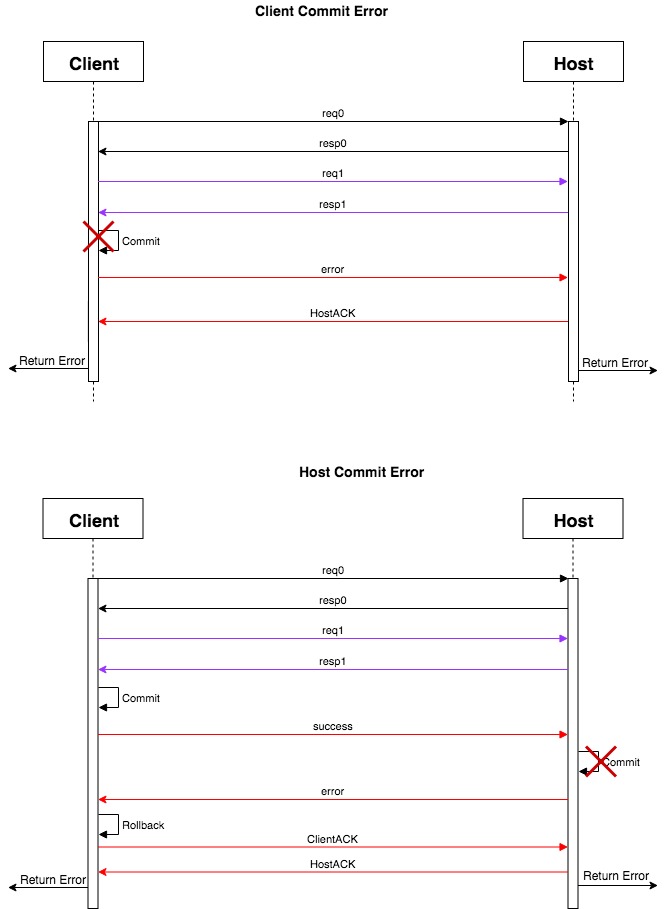 Client Commit Error
Client
Host
req0
resp0
req1
resp1
Commit
error
HostACK
Return Error
Return Error
Host Commit Error
Client
Host
req0
resp0
req1
resp1
Commit
success
Commit
error
Rollback
ClientACK
HostACK
Return Error
Return Error